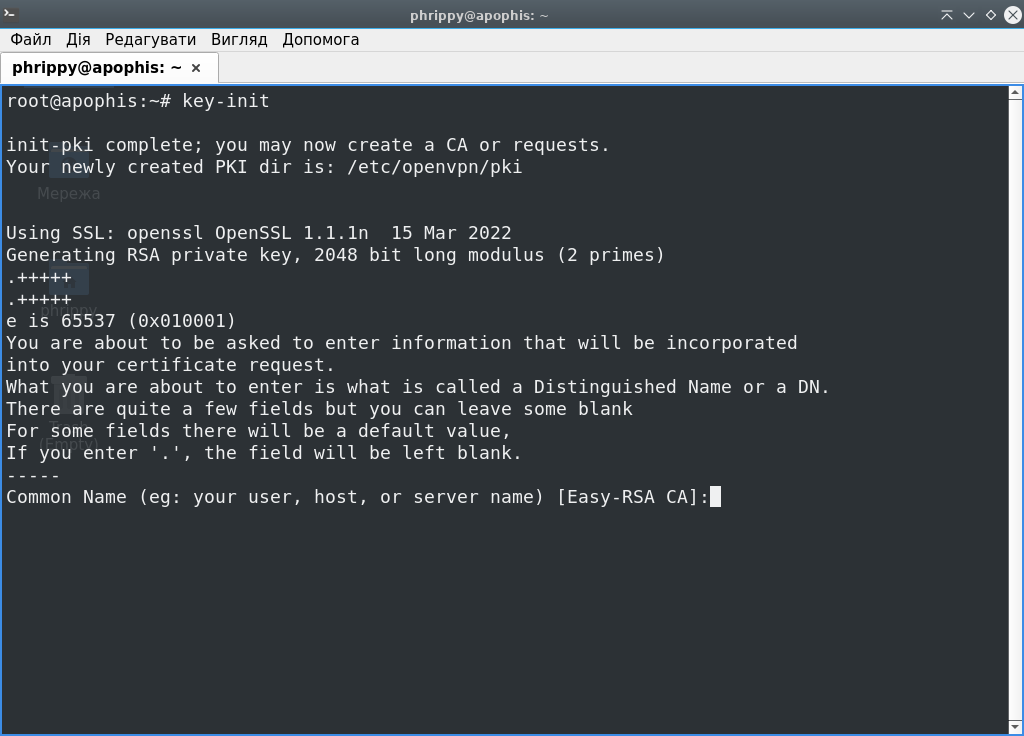 phrippy@apophis: ~
Файл Дія Редагувати Вигляд Допомога
phrippy@apophis: ~ ×
root@apophis:~# key-init
init-pki complete; you may now create a CA or requests.
Your newly created PKI dir is: /etc/openvpn/pki
Мережа
Using SSL: openssl OpenSSL 1.1.1n  15 Mar 2022
Generating RSA private key, 2048 bit long modulus (2 primes)
.+++++
.+++++
phrippy
e is 65537 (0x010001)
You are about to be asked to enter information that will be incorporated
into your certificate request.
What you are about to enter is what is called a Distinguished Name or a DN.
There are quite a few fields but you can leave some blank
Trash
For some fields there will be a default value,
(Empty)
If you enter '.', the field will be left blank.
-----
Common Name (eg: your user, host, or server name) [Easy-RSA CA]: